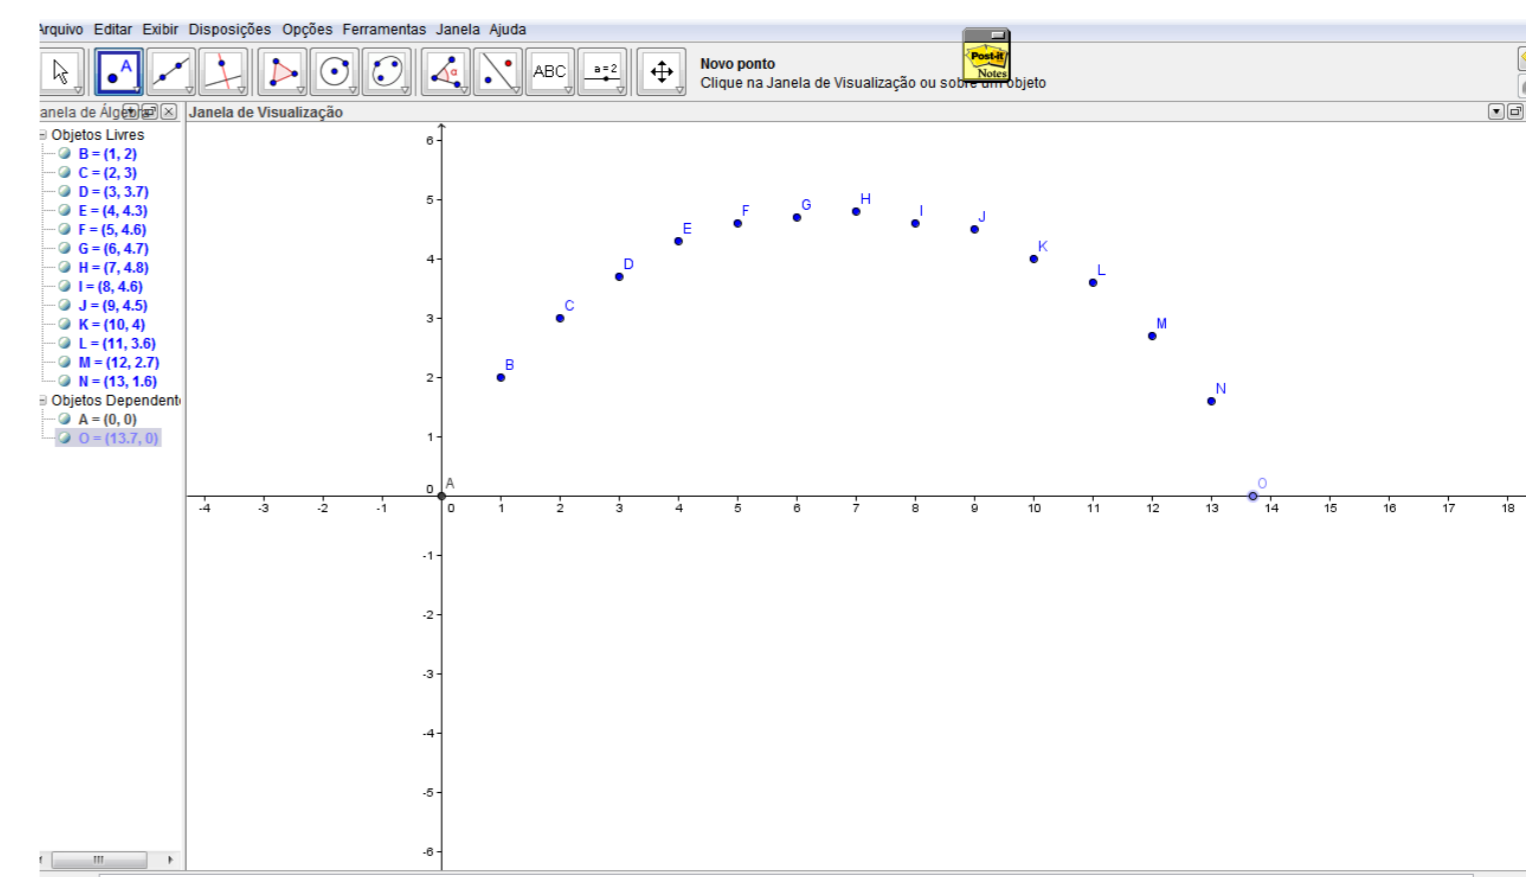 Arquivo Editar Exibir Disposições Opções Ferramentas Janela Ajuda
A
α
ABC
a=2
Novo ponto
Clique na Janela de Visualização ou sobre um objeto
Post-it
Notes
anela de Álgebra
Janela de Visualização
Objetos Livres
B = (1, 2)
C = (2, 3)
D = (3, 3.7)
E = (4, 4.3)
F = (5, 4.6)
G = (6, 4.7)
H = (7, 4.8)
I = (8, 4.6)
J = (9, 4.5)
K = (10, 4)
L = (11, 3.6)
M = (12, 2.7)
N = (13, 1.6)
Objetos Dependent
A = (0, 0)
O = (13.7, 0)
6
5
4
3
2
1
0
-1
-2
-3
-4
-5
-6
-4 -3 -2 -1 0 1 2 3 4 5 6 7 8 9 10 11 12 13 14 15 16 17 18
A
B
C
D
E
F
G
H
I
J
K
L
M
N
O